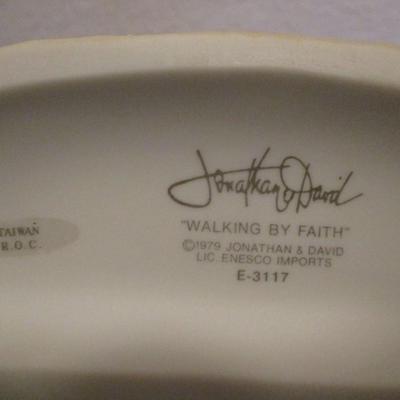 Jonathan & David
"WALKING BY FAITH"
©1979 JONATHAN & DAVID
LIC. ENESCO IMPORTS
E-3117
TAIWAN
R.O.C.